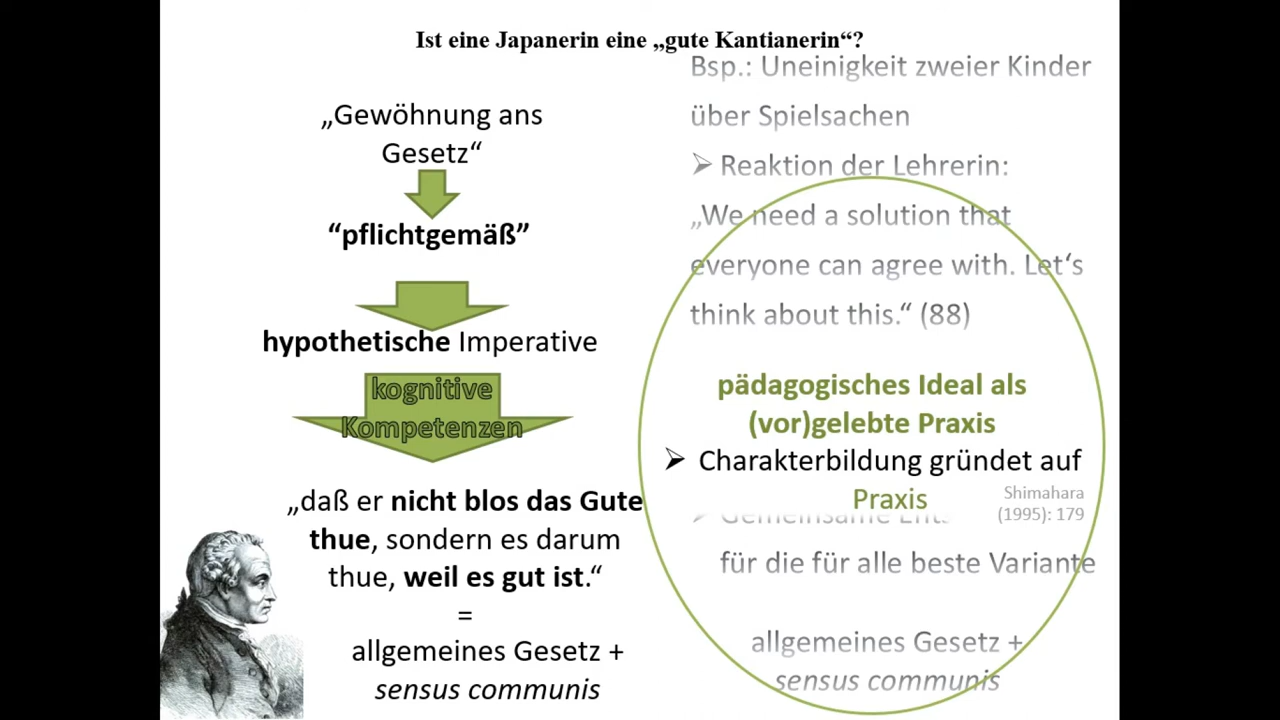 Ist eine Japanerin eine „gute Kantianerin“?
„Gewöhnung ans
Gesetz“
“pflichtgemäß”
hypothetische Imperative
kognitive
Kompetenzen
„daß er nicht blos das Gute
thue, sondern es darum
thue, weil es gut ist.“
=
allgemeines Gesetz +
sensus communis
Bsp.: Uneinigkeit zweier Kinder
über Spielsachen
➢ Reaktion der Lehrerin:
„We need a solution that
everyone can agree with. Let‘s
think about this.“ (88)
pädagogisches Ideal als
(vor)gelebte Praxis
➢ Charakterbildung gründet auf
Praxis
Shimahara
(1995): 179
➢ Gemeinsame
für die für alle beste Variante
allgemeines Gesetz +
sensus communis